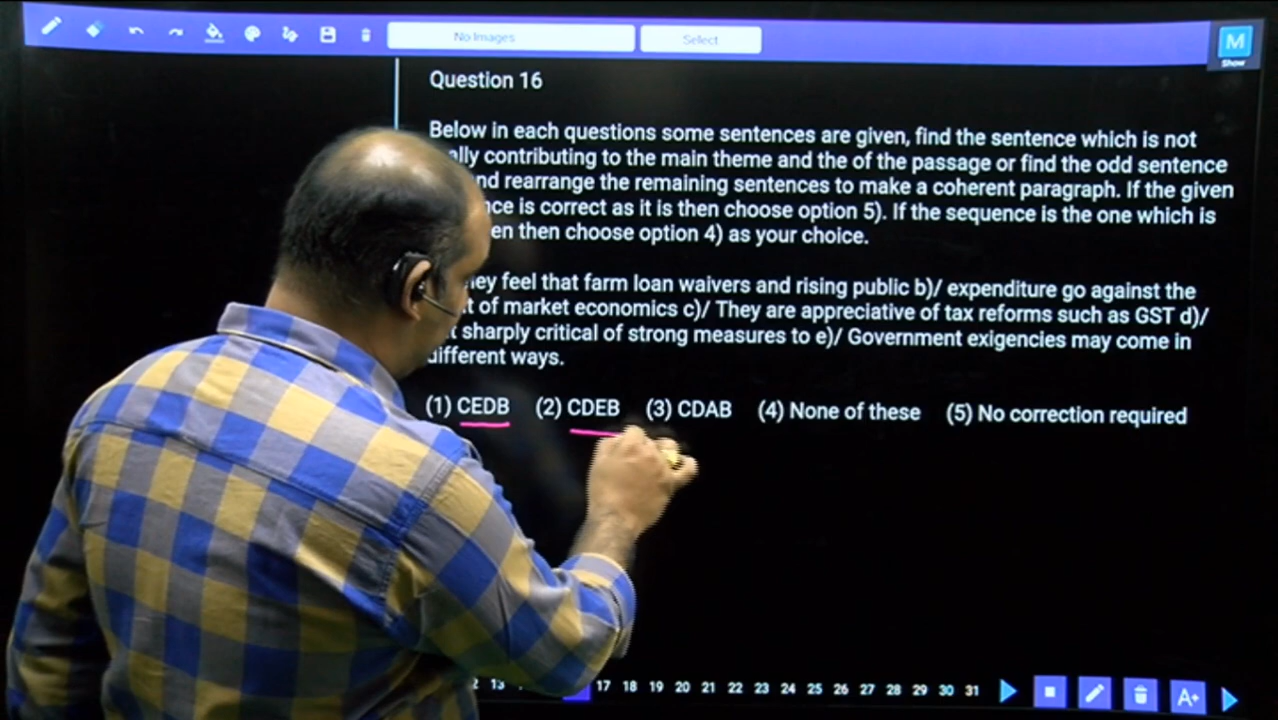 No Images
Select
M
Show
Question 16
Below in each questions some sentences are given, find the sentence which is not
contributing to the main theme and the of the passage or find the odd sentence
rearrange the remaining sentences to make a coherent paragraph. If the given
is correct as it is then choose option 5). If the sequence is the one which is
then choose option 4) as your choice.
feel that farm loan waivers and rising public b)/ expenditure go against the
of market economics c)/ They are appreciative of tax reforms such as GST d)/
sharply critical of strong measures to e)/ Government exigencies may come in
different ways.
(1) CEDB (2) CDEB (3) CDAB (4) None of these (5) No correction required
13 17 18 19 20 21 22 23 24 25 26 27 28 29 30 31
A+